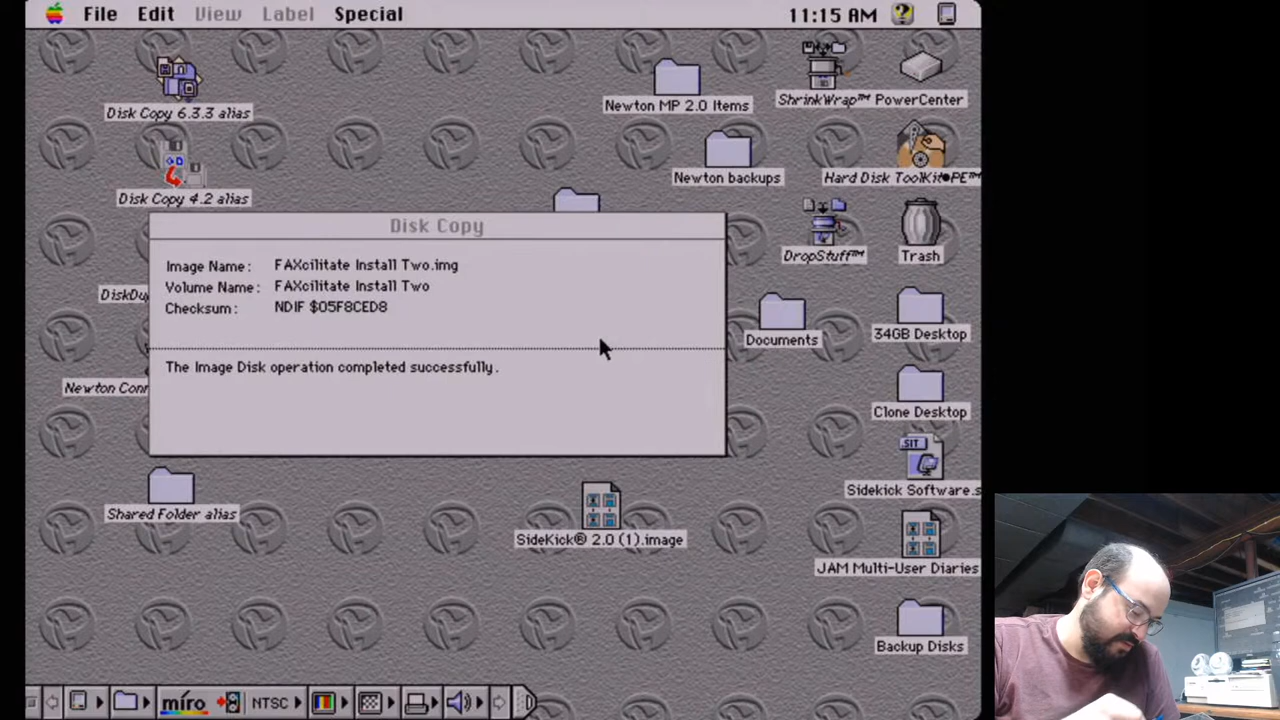 File Edit View Label Special 11:15 AM
Disk Copy 6.3.3 alias
Newton MP 2.0 Items
ShrinkWrap™
PowerCenter
Disk Copy 4.2 alias
Newton backups
Hard Disk ToolKit•PE™
Disk Copy
DropStuff™
Trash
Image Name: FAXcilitate Install Two.img
Volume Name: FAXcilitate Install Two
Checksum: NDIF $05F8CED8
The Image Disk operation completed successfully.
DiskDu
Documents
34GB Desktop
Newton Conn
Clone Desktop
.SIT
Sidekick Software.s
Shared Folder alias
SideKick® 2.0 (1).image
JAM Multi-User Diaries
Backup Disks
miro NTSC